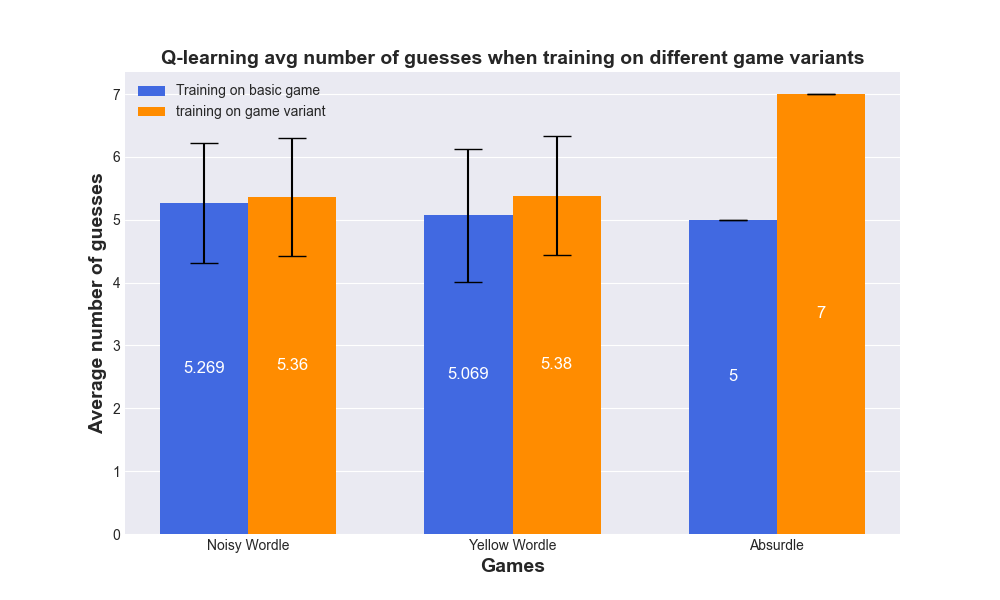 Q-learning avg number of guesses when training on different game variants
Training on basic game
training on game variant
Average number of guesses
7
6
5
4
3
2
1
0
5.269
5.36
5.069
5.38
5
7
Noisy Wordle
Yellow Wordle
Absurdle
Games